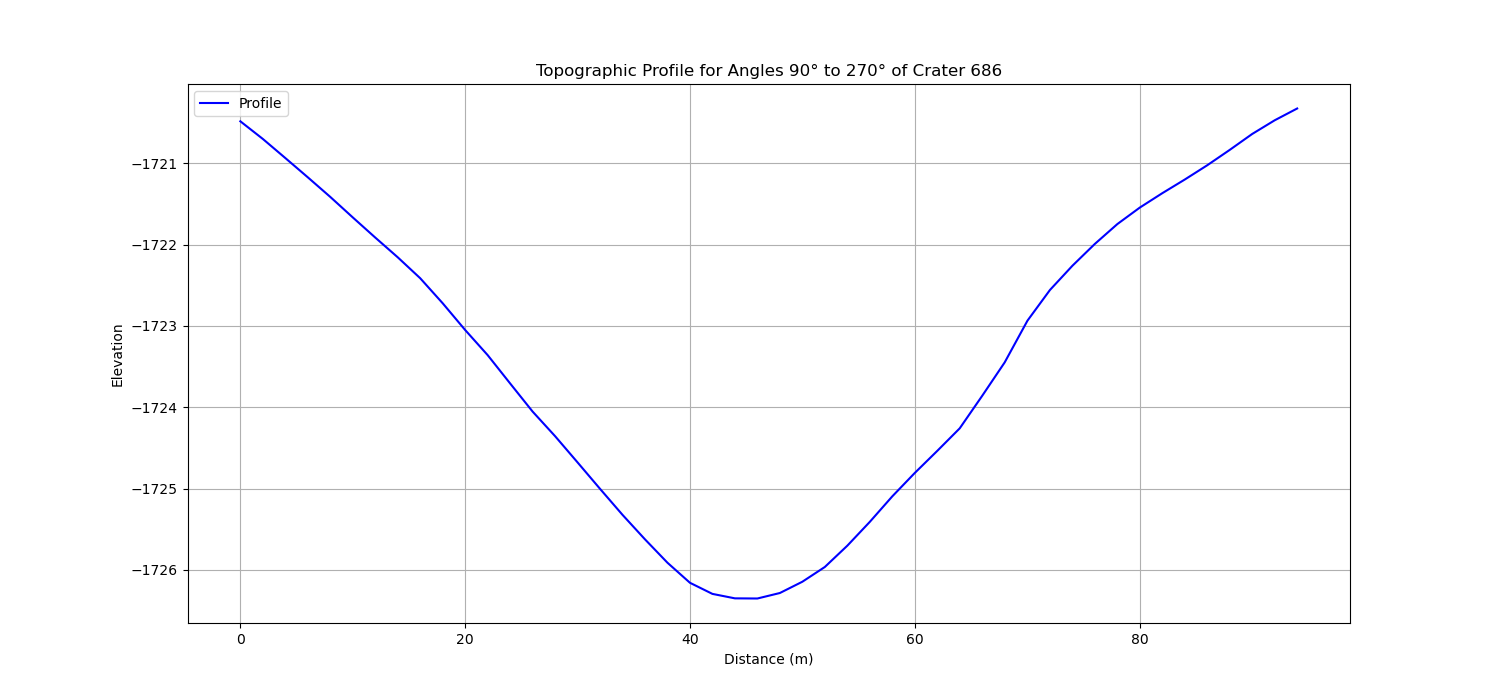 Topographic Profile for Angles 90° to 270° of Crater 686
Profile
−1721
−1722
−1723
−1724
−1725
−1726
Elevation
0 20 40 60 80
Distance (m)